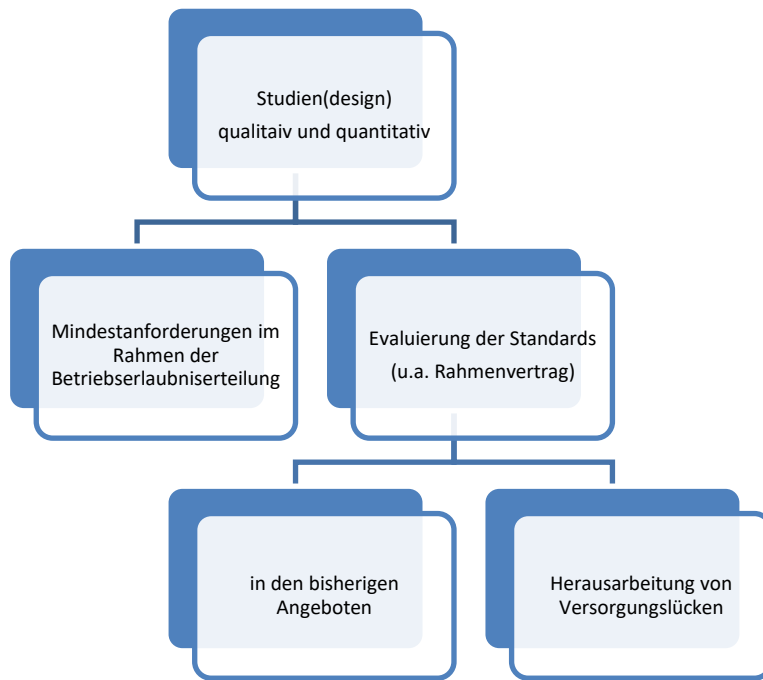 Studien(design)
qualitaiv und quantitativ
Mindestanforderungen im
Rahmen der
Betriebserlaubniserteilung
Evaluierung der Standards
(u.a. Rahmenvertrag)
in den bisherigen
Angeboten
Herausarbeitung von
Versorgungslücken